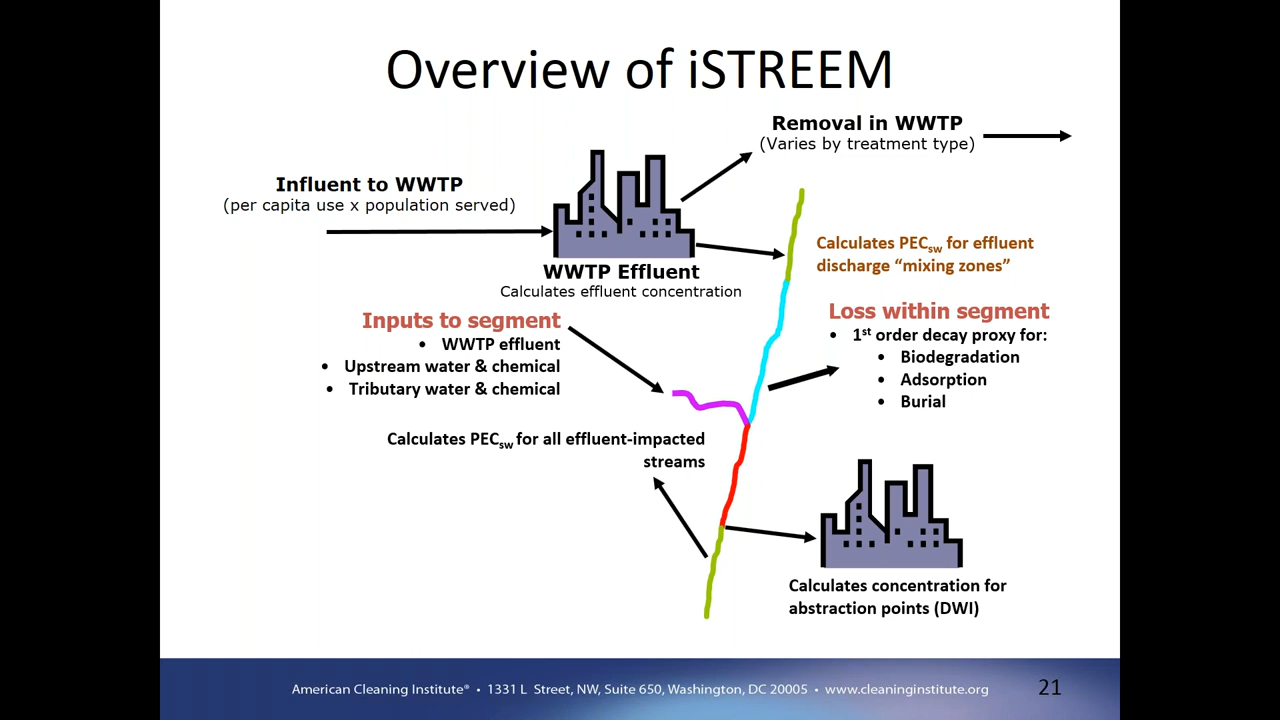 Overview of iSTREEM
Removal in WWTP
(Varies by treatment type)
Influent to WWTP
(per capita use x population served)
WWTP Effluent
Calculates effluent concentration
Calculates PECsw for effluent
discharge “mixing zones”
Inputs to segment
• WWTP effluent
• Upstream water & chemical
• Tributary water & chemical
Loss within segment
• 1st order decay proxy for:
• Biodegradation
• Adsorption
• Burial
Calculates PECsw for all effluent-impacted
streams
Calculates concentration for
abstraction points (DWI)
American Cleaning Institute® • 1331 L Street, NW, Suite 650, Washington, DC 20005 • www.cleaninginstitute.org
21